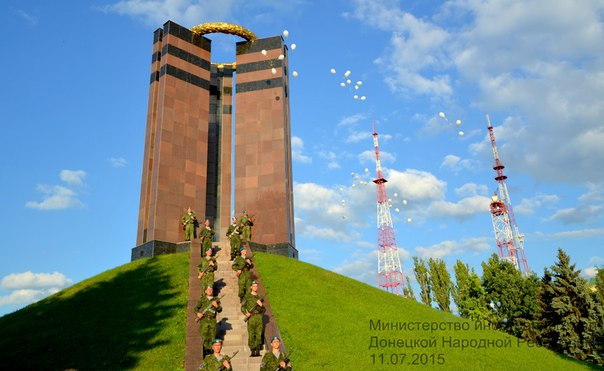 Министерство
Донецкой Народной
11.07.2015